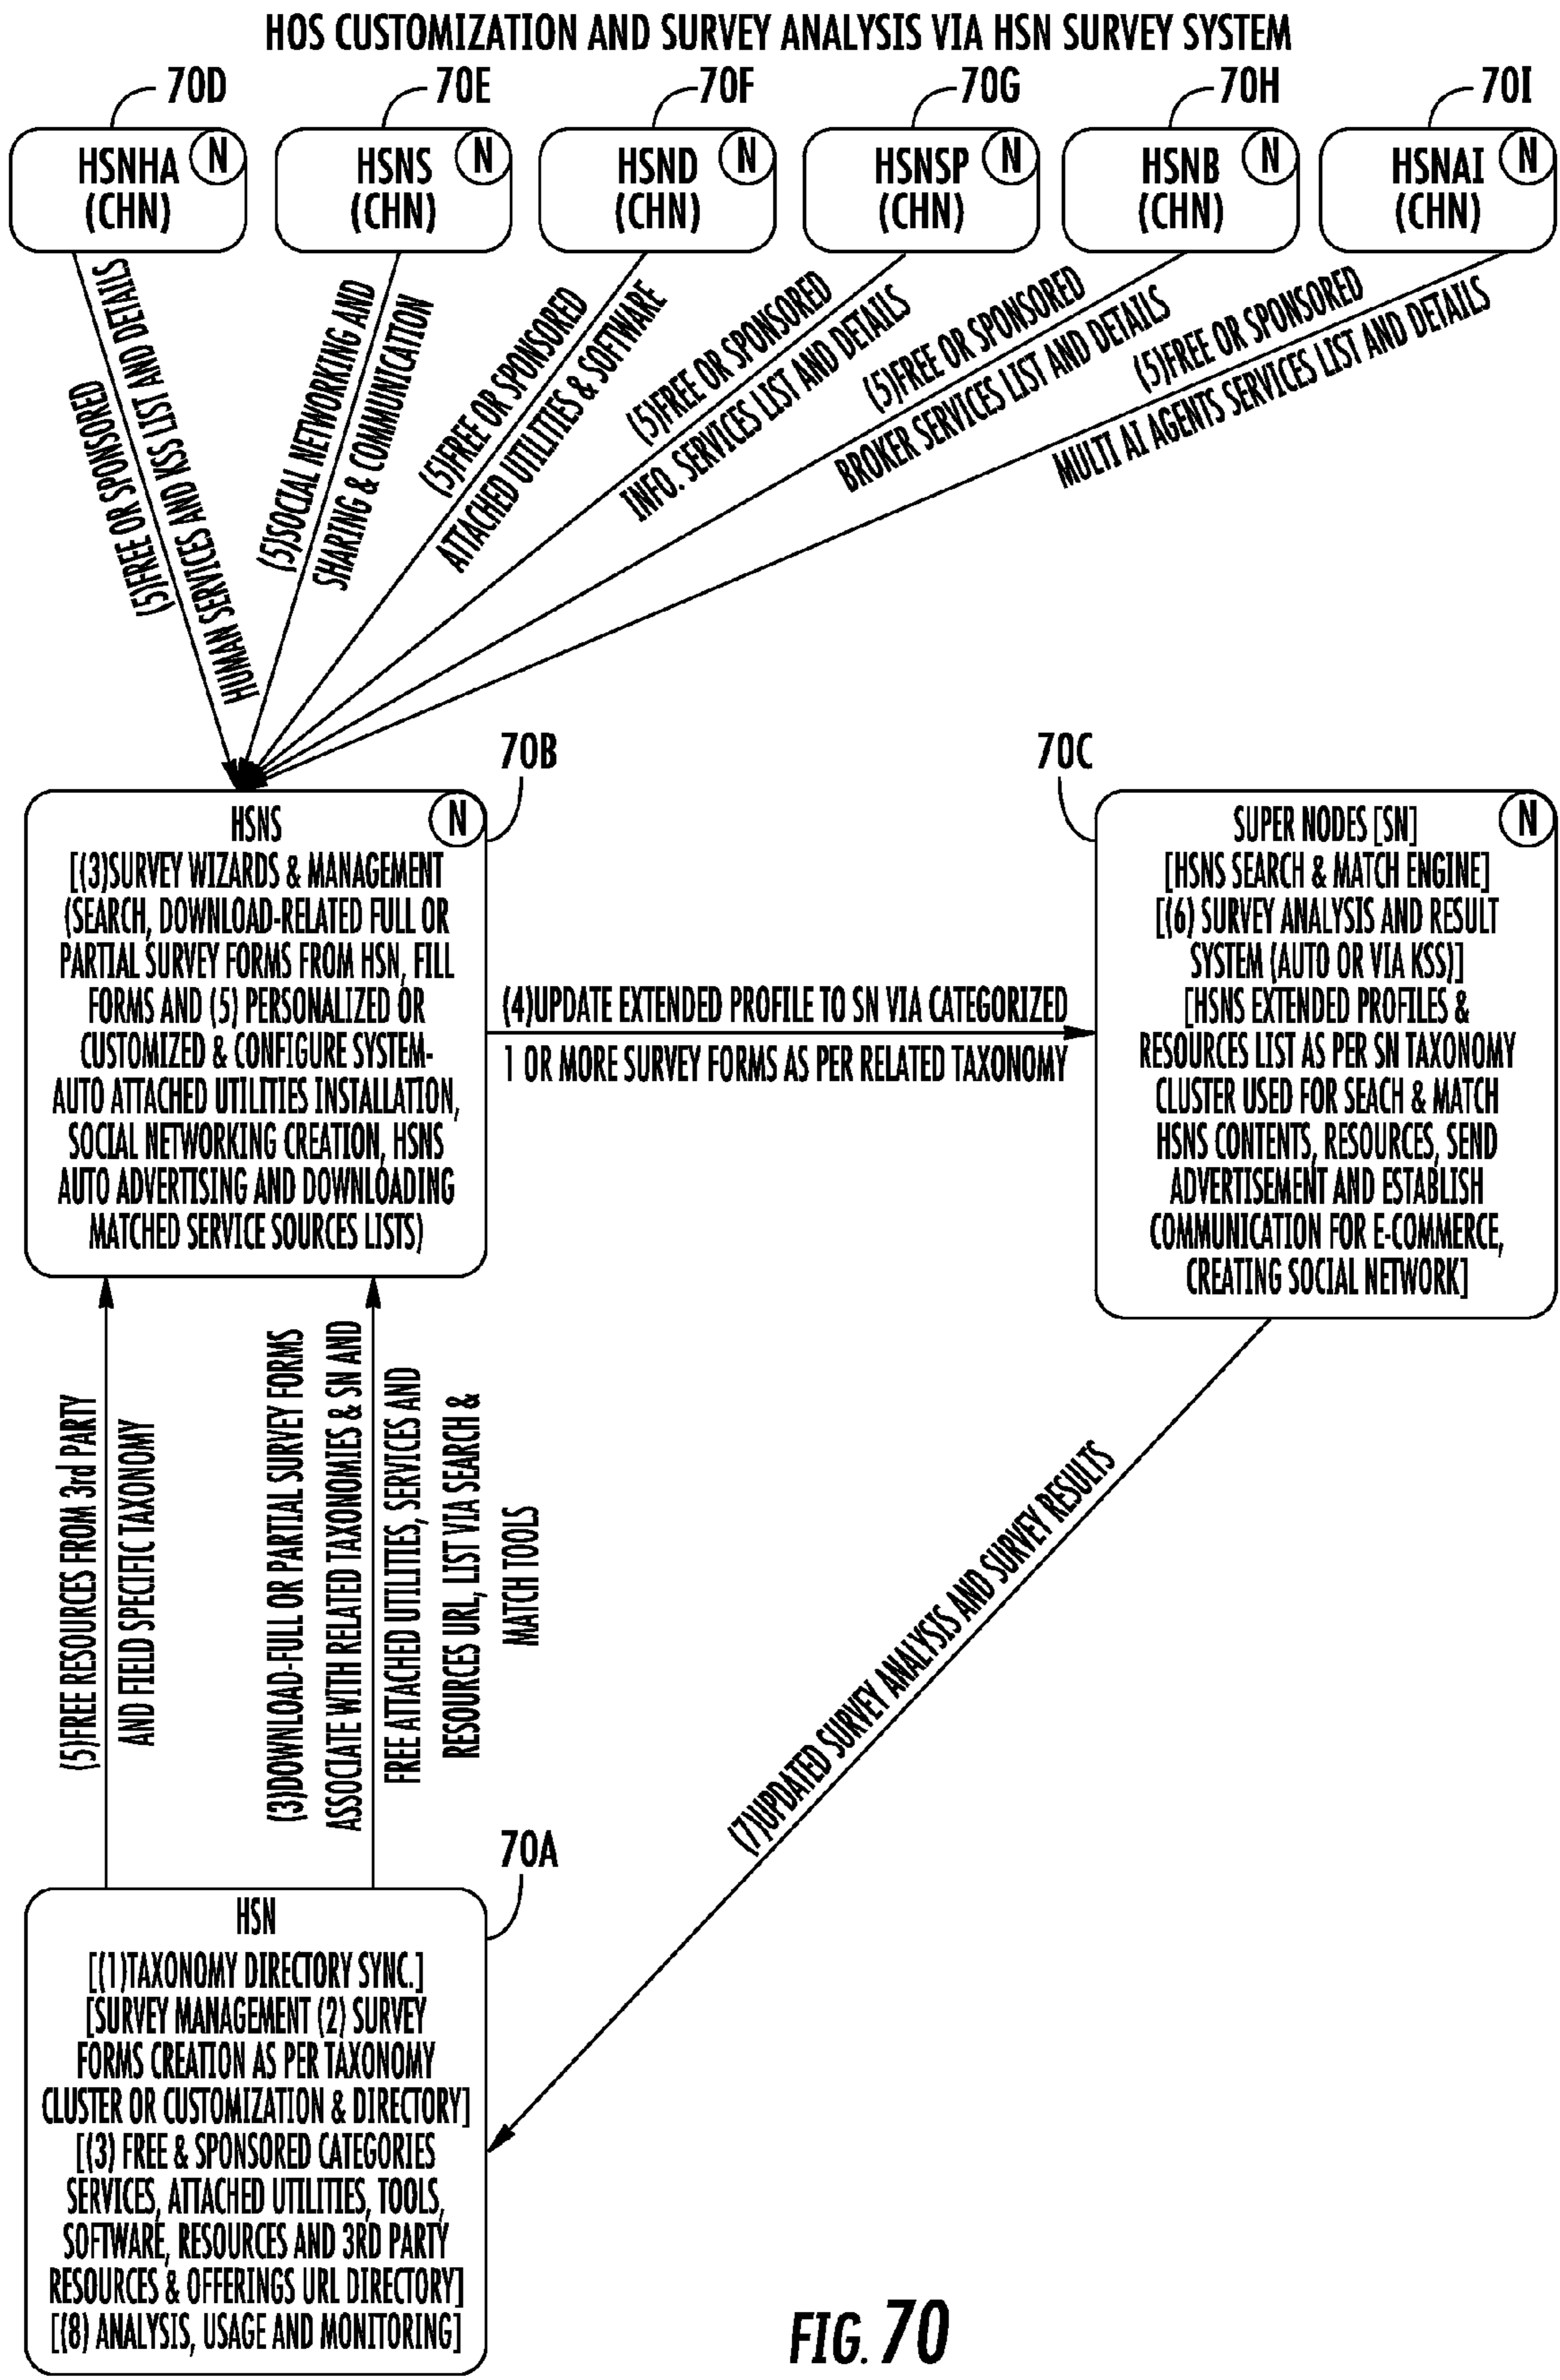 HOS CUSTOMIZATION AND SURVEY ANALYSIS VIA HSN SURVEY SYSTEM
70D
70E
70F
70G
70H
70I
HSNHA
(CHN)
N
HSNS
(CHN)
N
HSND
(CHN)
N
HSNSP
(CHN)
N
HSNB
(CHN)
N
HSNAI
(CHN)
N
(5)FREE OR SPONSORED
HUMAN SERVICES AND KSS LIST AND DETAILS
(5)SOCIAL NETWORKING AND
SHARING & COMMUNICATION
(5)FREE OR SPONSORED
ATTACHED UTILITIES & SOFTWARE
(5)FREE OR SPONSORED
INFO. SERVICES LIST AND DETAILS
(5)FREE OR SPONSORED
BROKER SERVICES LIST AND DETAILS
(5)FREE OR SPONSORED
MULTI AI AGENTS SERVICES LIST AND DETAILS
70B
HSNS
N
[(3)SURVEY WIZARDS & MANAGEMENT
(SEARCH, DOWNLOAD-RELATED FULL OR
PARTIAL SURVEY FORMS FROM HSN, FILL
FORMS AND (5) PERSONALIZED OR
CUSTOMIZED & CONFIGURE SYSTEM-
AUTO ATTACHED UTILITIES INSTALLATION,
SOCIAL NETWORKING CREATION, HSNS
AUTO ADVERTISING AND DOWNLOADING
MATCHED SERVICE SOURCES LISTS)
(4)UPDATE EXTENDED PROFILE TO SN VIA CATEGORIZED
1 OR MORE SURVEY FORMS AS PER RELATED TAXONOMY
70C
SUPER NODES [SN]
N
[HSNS SEARCH & MATCH ENGINE]
[(6) SURVEY ANALYSIS AND RESULT
SYSTEM (AUTO OR VIA KSS)]
[HSNS EXTENDED PROFILES &
RESOURCES LIST AS PER SN TAXONOMY
CLUSTER USED FOR SEACH & MATCH
HSNS CONTENTS, RESOURCES, SEND
ADVERTISEMENT AND ESTABLISH
COMMUNICATION FOR E-COMMERCE,
CREATING SOCIAL NETWORK]
(5)FREE RESOURCES FROM 3rd PARTY
AND FIELD SPECIFIC TAXONOMY
(3)DOWNLOAD-FULL OR PARTIAL SURVEY FORMS
ASSOCIATE WITH RELATED TAXONOMIES & SN AND
FREE ATTACHED UTILITIES, SERVICES AND
RESOURCES URL, LIST VIA SEARCH &
MATCH TOOLS
(7)UPDATED SURVEY ANALYSIS AND SURVEY RESULTS
70A
HSN
[(1)TAXONOMY DIRECTORY SYNC.]
[SURVEY MANAGEMENT (2) SURVEY
FORMS CREATION AS PER TAXONOMY
CLUSTER OR CUSTOMIZATION & DIRECTORY]
[(3) FREE & SPONSORED CATEGORIES
SERVICES, ATTACHED UTILITIES, TOOLS,
SOFTWARE, RESOURCES AND 3RD PARTY
RESOURCES & OFFERINGS URL DIRECTORY]
[(8) ANALYSIS, USAGE AND MONITORING]
FIG. 70